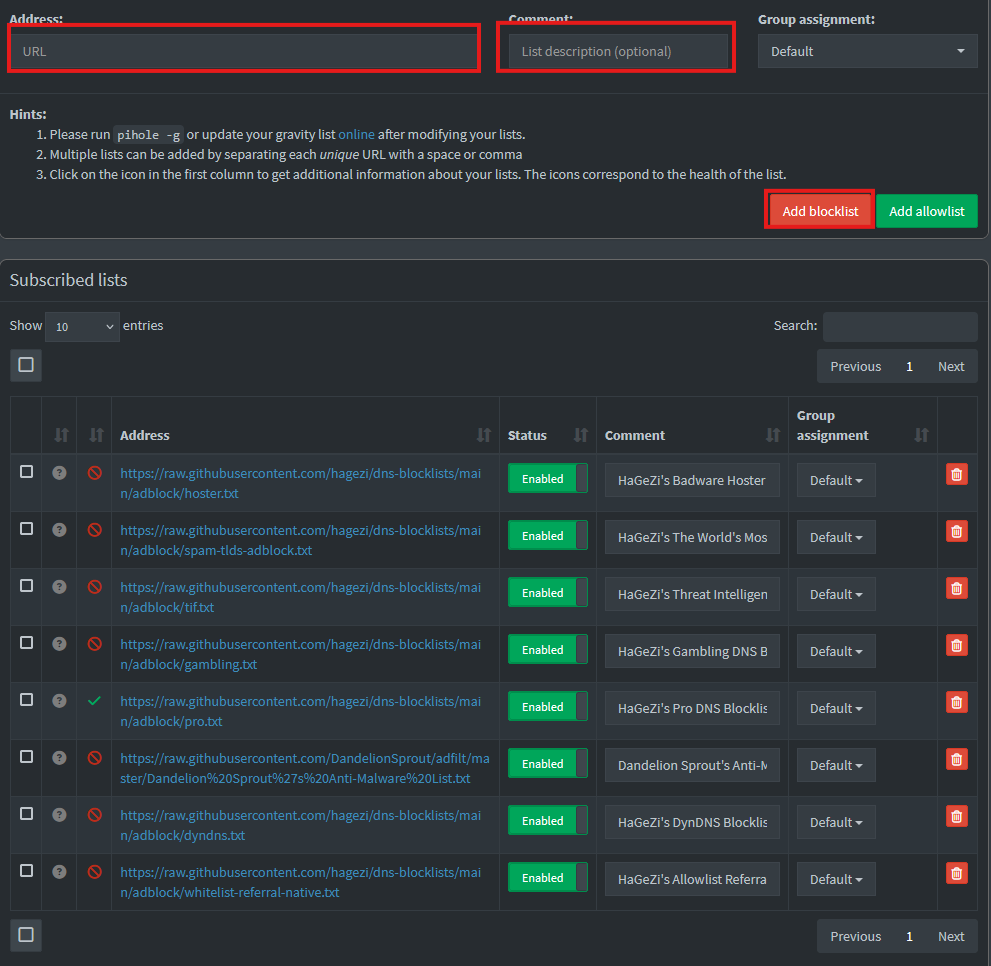 Address:
Comment:
Group assignment:
URL
List description (optional)
Default
Hints:
1. Please run pihole -g or update your gravity list online after modifying your lists.
2. Multiple lists can be added by separating each unique URL with a space or comma
3. Click on the icon in the first column to get additional information about your lists. The icons correspond to the health of the list.
Add blocklist
Add allowlist
Subscribed lists
Show 10 entries
Search:
Previous 1 Next
Address
Status
Comment
Group
assignment
https://raw.githubusercontent.com/hagezi/dns-blocklists/mai
n/adblock/hoster.txt
Enabled
HaGeZi's Badware Hoster
Default
https://raw.githubusercontent.com/hagezi/dns-blocklists/mai
n/adblock/spam-tlds-adblock.txt
Enabled
HaGeZi's The World's Mos
Default
https://raw.githubusercontent.com/hagezi/dns-blocklists/mai
n/adblock/tif.txt
Enabled
HaGeZi's Threat Intelligen
Default
https://raw.githubusercontent.com/hagezi/dns-blocklists/mai
n/adblock/gambling.txt
Enabled
HaGeZi's Gambling DNS B
Default
https://raw.githubusercontent.com/hagezi/dns-blocklists/mai
n/adblock/pro.txt
Enabled
HaGeZi's Pro DNS Blocklis
Default
https://raw.githubusercontent.com/DandelionSprout/adfilt/ma
ster/Dandelion%20Sprout%27s%20Anti-Malware%20List.txt
Enabled
Dandelion Sprout's Anti-M
Default
https://raw.githubusercontent.com/hagezi/dns-blocklists/mai
n/adblock/dyndns.txt
Enabled
HaGeZi's DynDNS Blocklis
Default
https://raw.githubusercontent.com/hagezi/dns-blocklists/mai
n/adblock/whitelist-referral-native.txt
Enabled
HaGeZi's Allowlist Referra
Default
Previous 1 Next